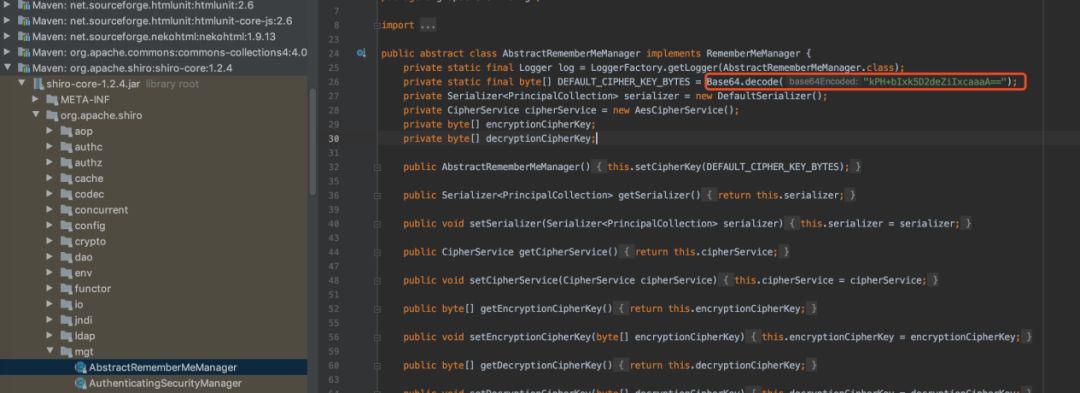 Maven: net.sourceforge.htmlunit:htmlunit:2.6
Maven: net.sourceforge.htmlunit:htmlunit-core-js:2.6
Maven: net.sourceforge.nekohtml:nekohtml:1.9.13
Maven: org.apache.commons:commons-collections4:4.0
Maven: org.apache.shiro:shiro-core:1.2.4
shiro-core-1.2.4.jar library root
META-INF
org.apache.shiro
aop
authc
authz
cache
codec
concurrent
config
crypto
dao
env
functor
io
jndi
ldap
mgt
AbstractRememberMeManager
AuthenticatingSecurityManager
7
8 import ...
23
24 public abstract class AbstractRememberMeManager implements RememberMeManager {
25 private static final Logger log = LoggerFactory.getLogger(AbstractRememberMeManager.class);
26 private static final byte[] DEFAULT_CIPHER_KEY_BYTES = Base64.decode( base64Encoded: "kPH+bIxk5D2deZiIxcaaaA==");
27 private Serializer<PrincipalCollection> serializer = new DefaultSerializer();
28 private CipherService cipherService = new AesCipherService();
29 private byte[] encryptionCipherKey;
30 private byte[] decryptionCipherKey;
31
32 public AbstractRememberMeManager() { this.setCipherKey(DEFAULT_CIPHER_KEY_BYTES); }
35
36 public Serializer<PrincipalCollection> getSerializer() { return this.serializer; }
39
40 public void setSerializer(Serializer<PrincipalCollection> serializer) { this.serializer = serializer; }
43
44 public CipherService getCipherService() { return this.cipherService; }
47
48 public void setCipherService(CipherService cipherService) { this.cipherService = cipherService; }
51
52 public byte[] getEncryptionCipherKey() { return this.encryptionCipherKey; }
55
56 public void setEncryptionCipherKey(byte[] encryptionCipherKey) { this.encryptionCipherKey = encryptionCipherKey; }
59
60 public byte[] getDecryptionCipherKey() { return this.decryptionCipherKey; }
63